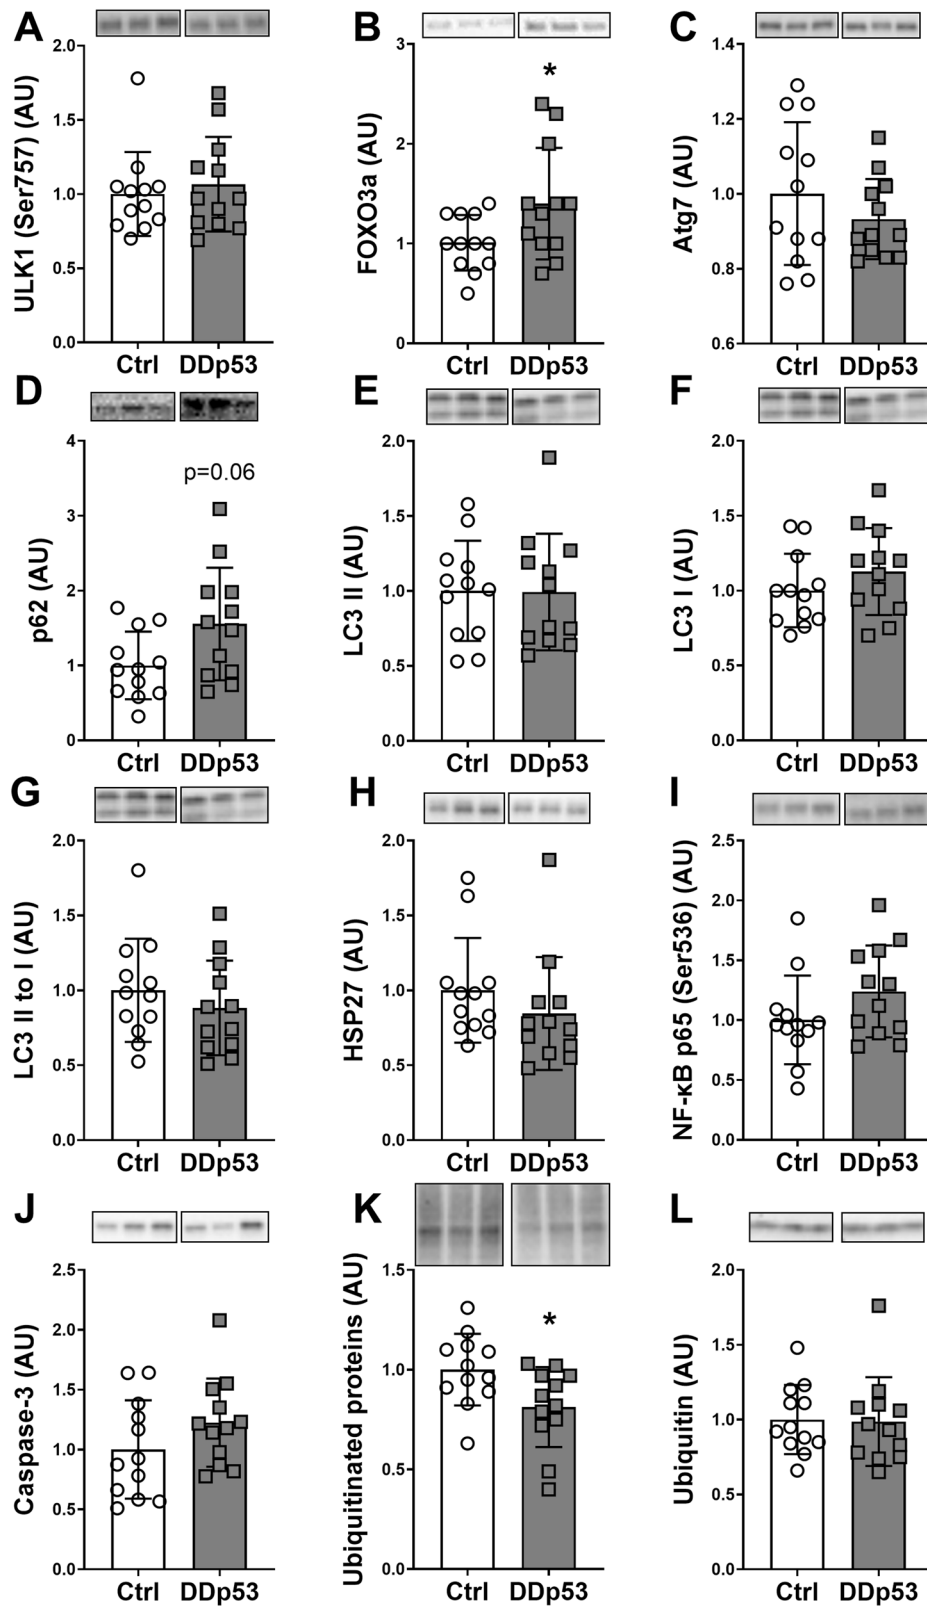 A
B
C
ULK1 (Ser757) (AU)
2.0
1.5
1.0
0.5
0.0
Ctrl DDp53
FOXO3a (AU)
3
2
1
0
*
Ctrl DDp53
Atg7 (AU)
1.4
1.2
1.0
0.8
0.6
Ctrl DDp53
D
E
F
p62 (AU)
4
3
2
1
0
p=0.06
Ctrl DDp53
LC3 II (AU)
2.0
1.5
1.0
0.5
0.0
Ctrl DDp53
LC3 I (AU)
2.0
1.5
1.0
0.5
0.0
Ctrl DDp53
G
H
I
LC3 II to I (AU)
2.0
1.5
1.0
0.5
0.0
Ctrl DDp53
HSP27 (AU)
2.0
1.5
1.0
0.5
0.0
Ctrl DDp53
NF-κB p65 (Ser536) (AU)
2.5
2.0
1.5
1.0
0.5
0.0
Ctrl DDp53
J
K
L
Caspase-3 (AU)
2.5
2.0
1.5
1.0
0.5
0.0
Ctrl DDp53
Ubiquitinated proteins (AU)
1.5
1.0
0.5
0.0
*
Ctrl DDp53
Ubiquitin (AU)
2.0
1.5
1.0
0.5
0.0
Ctrl DDp53